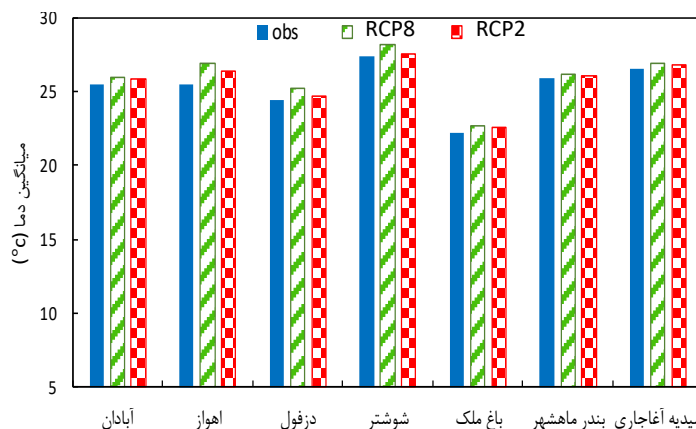 obs RCP8 RCP2
میانگین دما (°c)
30
25
20
15
10
5
آبادان
اهواز
دزفول
شوشتر
باغ ملک
بندر ماهشهر
میدیه آغاجاری